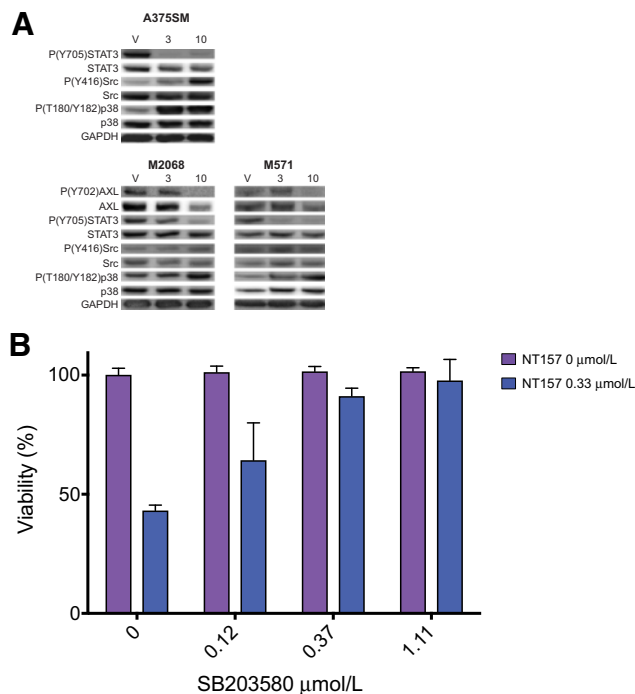 A
A375SM
V 3 10
P(Y705)STAT3
STAT3
P(Y416)Src
Src
P(T180/Y182)p38
p38
GAPDH
M2068 M571
V 3 10 V 3 10
P(Y702)AXL
AXL
P(Y705)STAT3
STAT3
P(Y416)Src
Src
P(T180/Y182)p38
p38
GAPDH
B
NT157 0 μmol/L
NT157 0.33 μmol/L
Viability (%)
100
50
0
0 0.12 0.37 1.11
SB203580 μmol/L